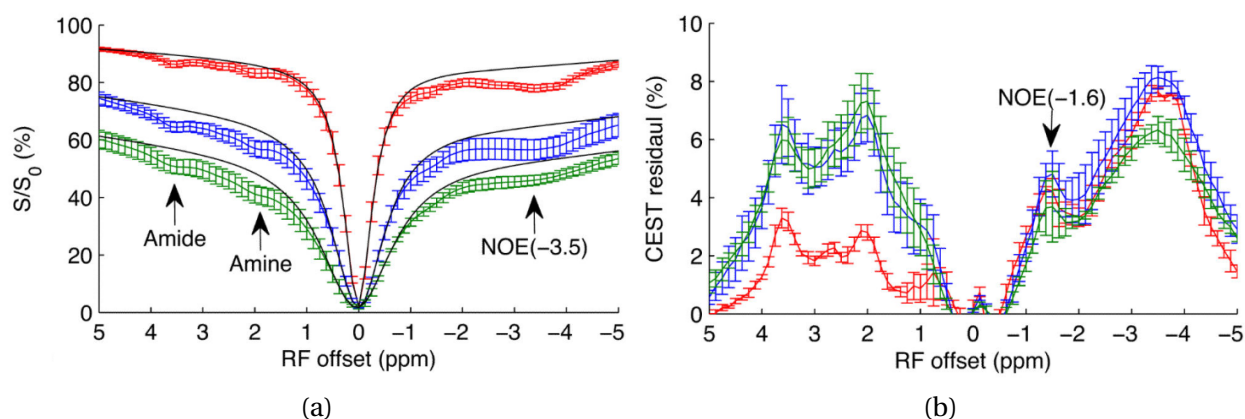 100
80
60
40
20
0
S/S0 (%)
Amide
Amine
NOE(−3.5)
5 4 3 2 1 0 −1 −2 −3 −4 −5
RF offset (ppm)
(a)
10
8
6
4
2
0
CEST residaul (%)
NOE(−1.6)
5 4 3 2 1 0 −1 −2 −3 −4 −5
RF offset (ppm)
(b)